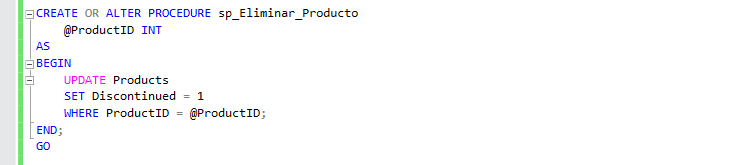 CREATE OR ALTER PROCEDURE sp_Eliminar_Producto
    @ProductID INT
AS
BEGIN
    UPDATE Products
    SET Discontinued = 1
    WHERE ProductID = @ProductID;
END;
GO